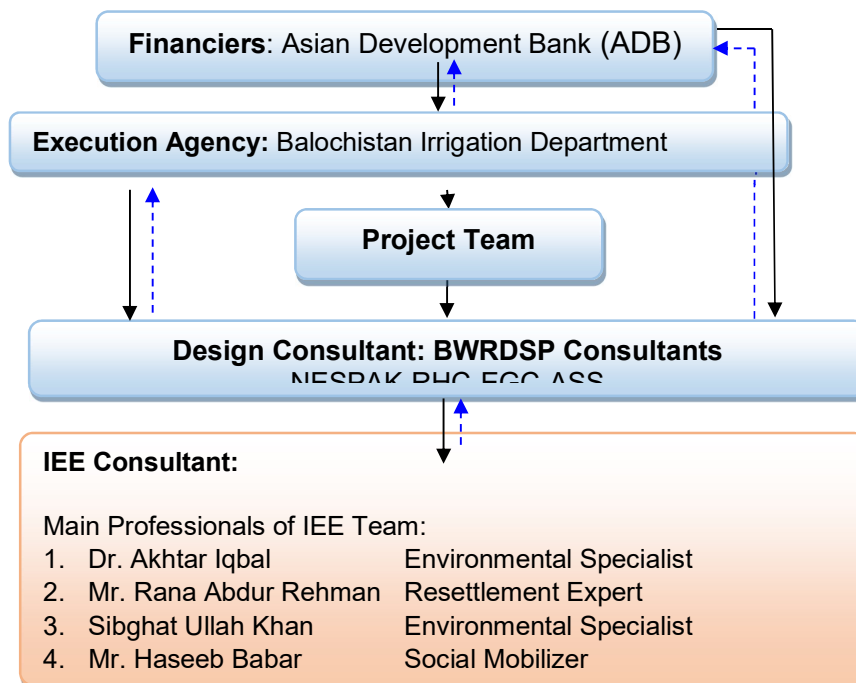 Financiers: Asian Development Bank (ADB)
Execution Agency: Balochistan Irrigation Department
Project Team
Design Consultant: BWRDSP Consultants
IEE Consultant:
Main Professionals of IEE Team:
1. Dr. Akhtar Iqbal Environmental Specialist
2. Mr. Rana Abdur Rehman Resettlement Expert
3. Sibghat Ullah Khan Environmental Specialist
4. Mr. Haseeb Babar Social Mobilizer